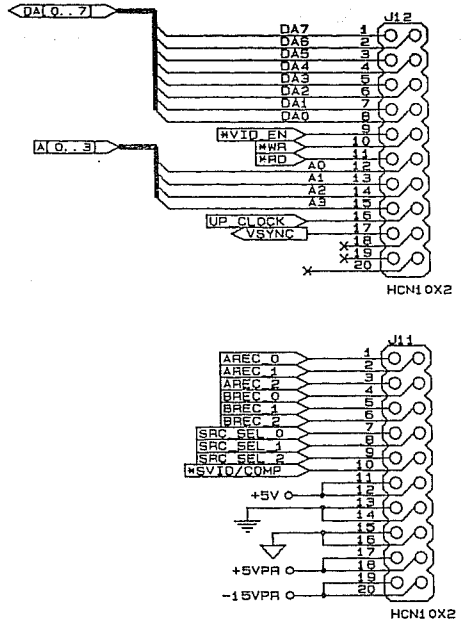 DA[0..7]
J12
DA7 1
DA6 2
DA5 3
DA4 4
DA3 5
DA2 6
DA1 7
DA0 8
*VID_EN 9
*WR 10
A[0..3]
*RD 11
A0 12
A1 13
A2 14
A3 15
UP_CLOCK 16
VSYNC 17
18
19
20
HCN10X2
J11
AREC_0 1
AREC_1 2
AREC_2 3
BREC_0 4
BREC_1 5
BREC_2 6
SRC_SEL_0 7
SRC_SEL_1 8
SRC_SEL_2 9
*SVID/COMP 10
11
+5V 12
13
14
15
16
17
+5VPA 18
19
-15VPA 20
HCN10X2